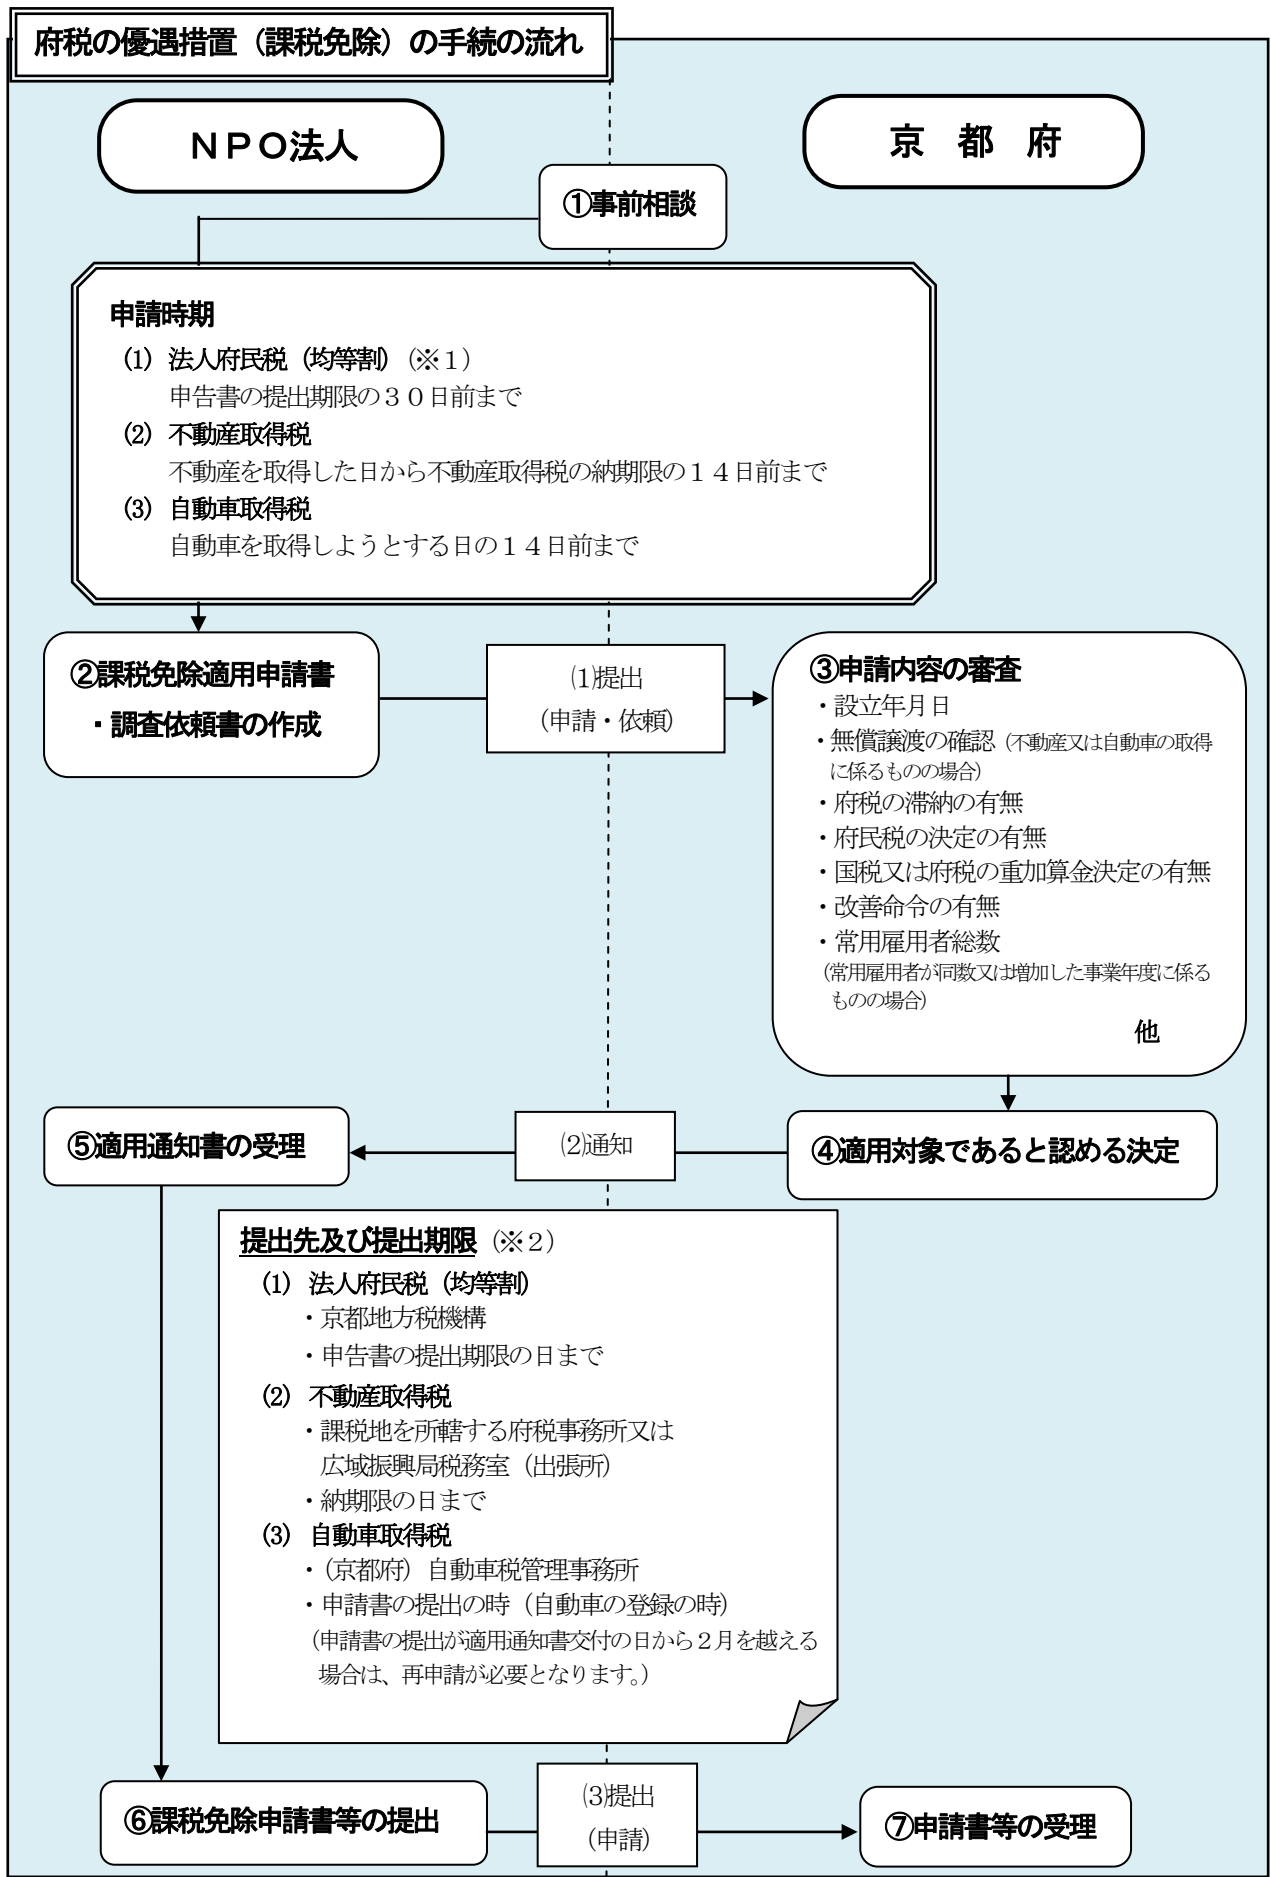 府税の優遇措置（課税免除）の手続の流れ
ＮＰＯ法人
京　都　府
①事前相談
申請時期
(1) 法人府民税（均等割）（※１）
申告書の提出期限の３０日前まで
(2) 不動産取得税
不動産を取得した日から不動産取得税の納期限の１４日前まで
(3) 自動車取得税
自動車を取得しようとする日の１４日前まで
②課税免除適用申請書
・調査依頼書の作成
⑴提出
（申請・依頼）
③申請内容の審査
・設立年月日
・無償譲渡の確認（不動産又は自動車の取得
に係るものの場合）
・府税の滞納の有無
・府民税の決定の有無
・国税又は府税の重加算金決定の有無
・改善命令の有無
・常用雇用者総数
（常用雇用者が同数又は増加した事業年度に係る
ものの場合）
他
⑤適用通知書の受理
⑵通知
④適用対象であると認める決定
提出先及び提出期限（※２）
(1) 法人府民税（均等割）
・京都地方税機構
・申告書の提出期限の日まで
(2) 不動産取得税
・課税地を所轄する府税事務所又は
広域振興局税務室（出張所）
・納期限の日まで
(3) 自動車取得税
・（京都府）自動車税管理事務所
・申請書の提出の時（自動車の登録の時）
（申請書の提出が適用通知書交付の日から２月を越える
場合は、再申請が必要となります。）
⑥課税免除申請書等の提出
⑶提出
（申請）
⑦申請書等の受理